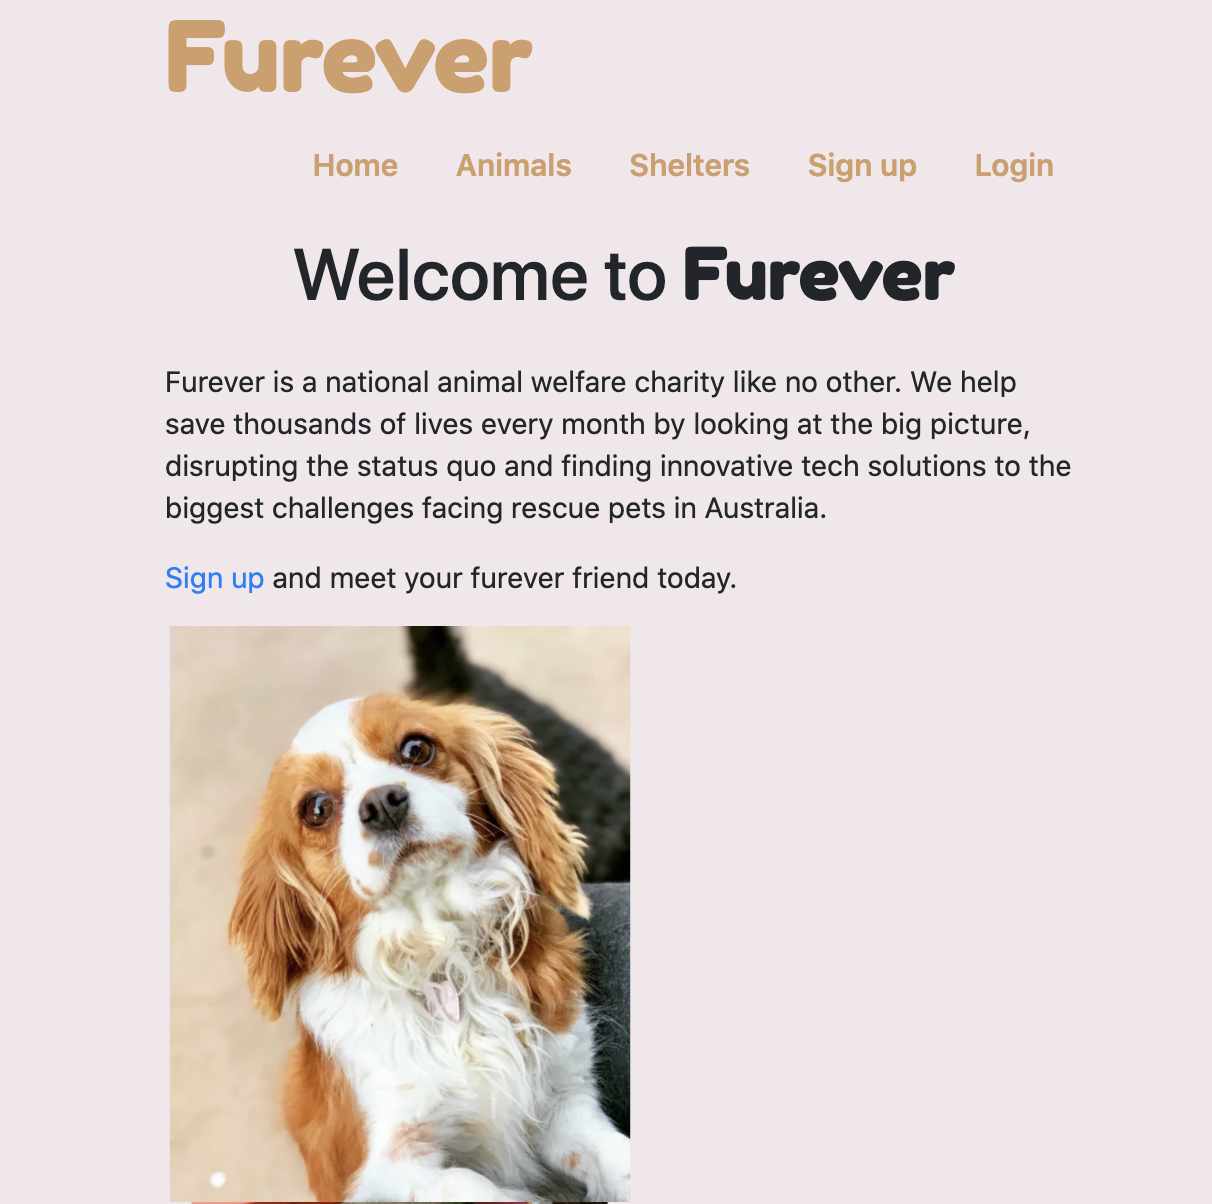 Furever
Home Animals Shelters Sign up Login
Welcome to Furever
Furever is a national animal welfare charity like no other. We help
save thousands of lives every month by looking at the big picture,
disrupting the status quo and finding innovative tech solutions to the
biggest challenges facing rescue pets in Australia.
Sign up and meet your furever friend today.